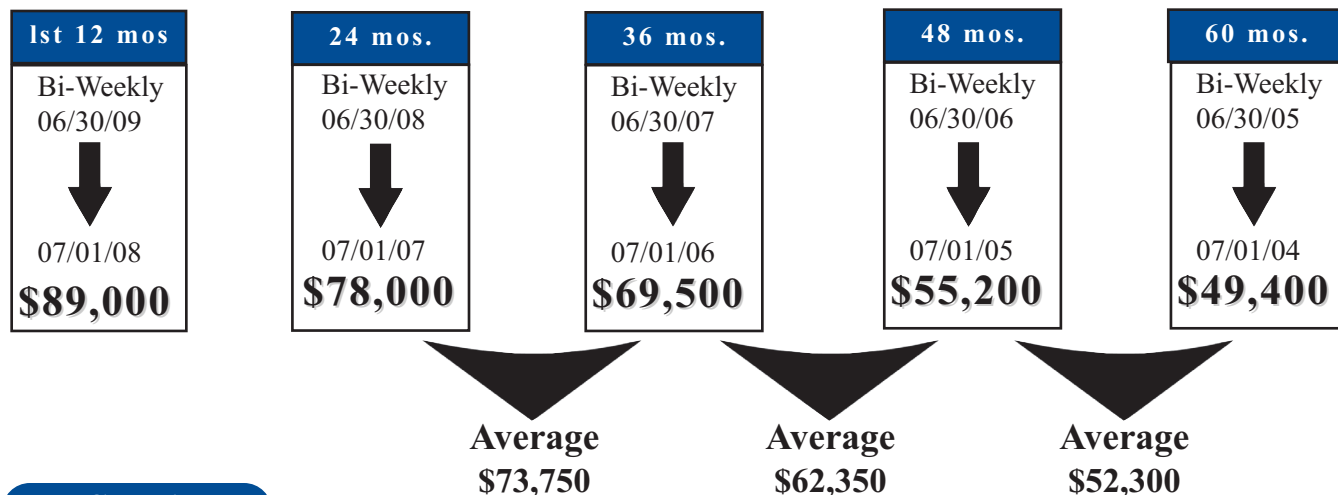 lst 12 mos
Bi-Weekly
06/30/09
07/01/08
$89,000
24 mos.
Bi-Weekly
06/30/08
07/01/07
$78,000
36 mos.
Bi-Weekly
06/30/07
07/01/06
$69,500
48 mos.
Bi-Weekly
06/30/06
07/01/05
$55,200
60 mos.
Bi-Weekly
06/30/05
07/01/04
$49,400
Average
$73,750
Average
$62,350
Average
$52,300